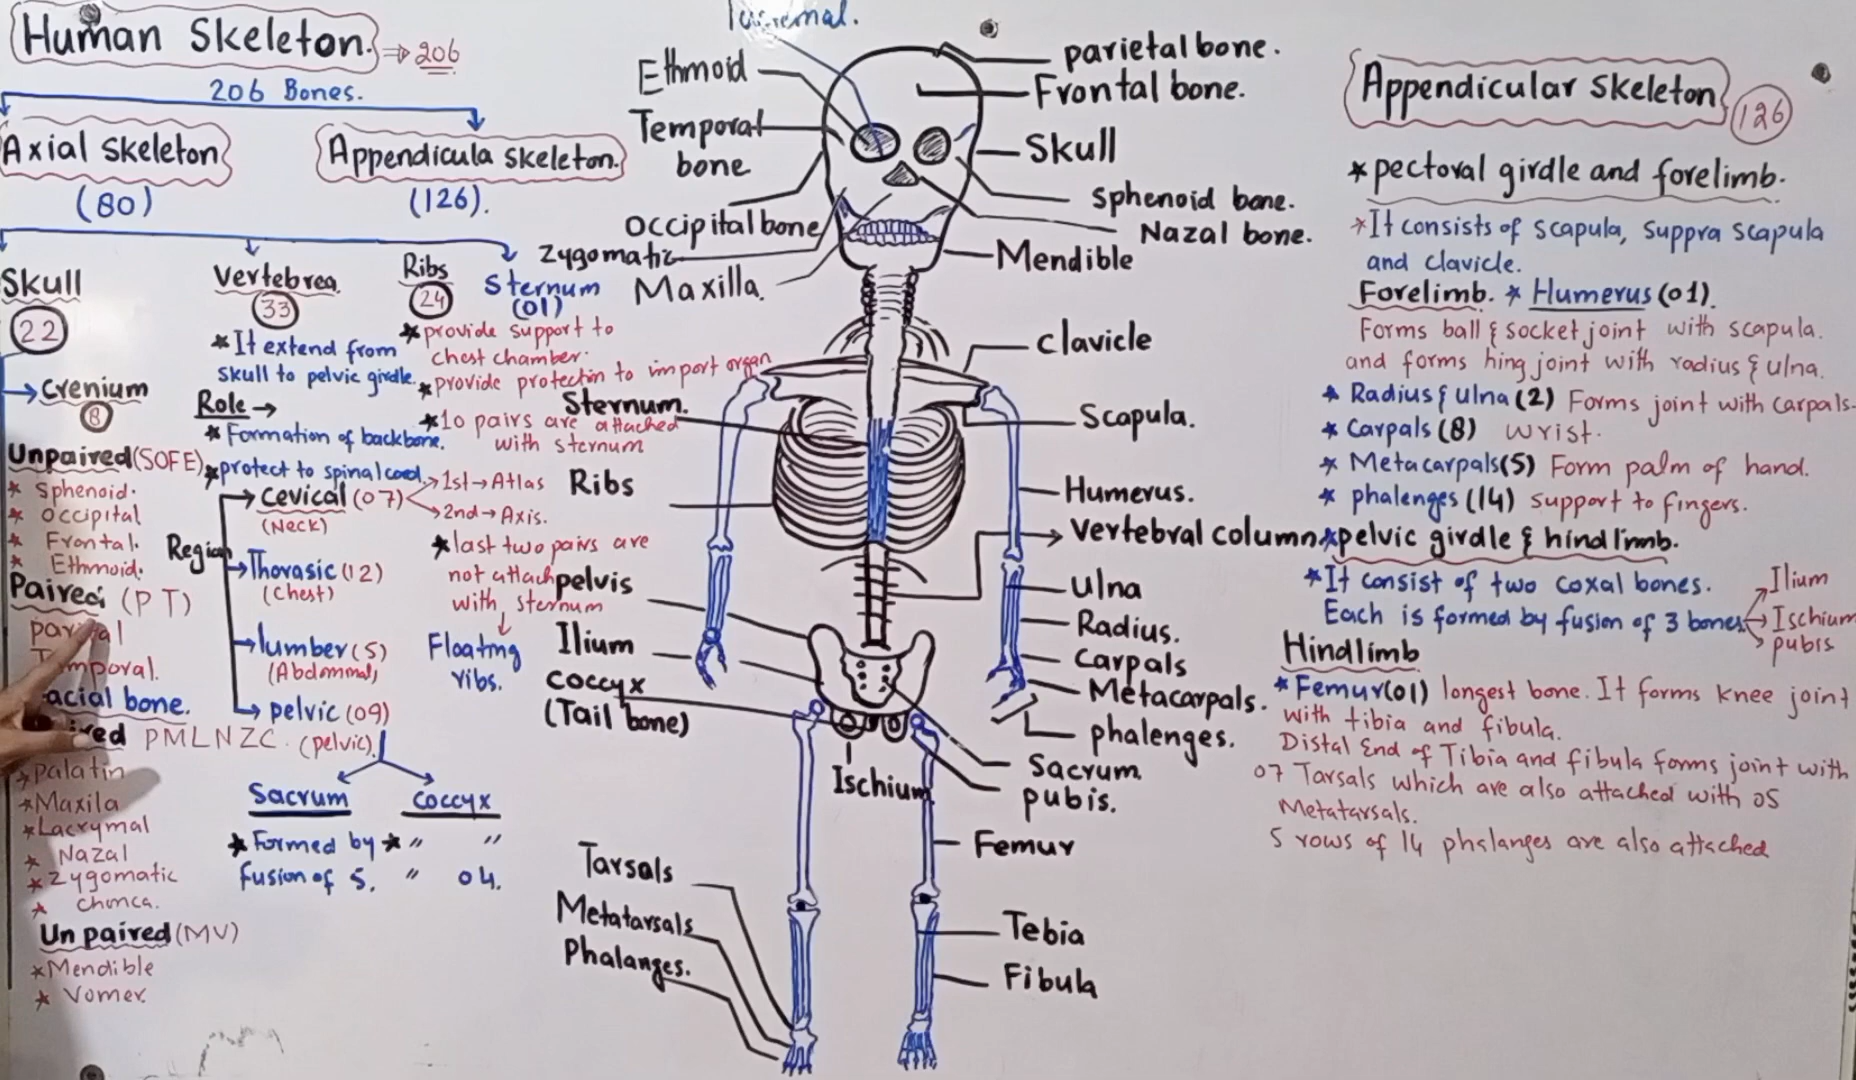 Human Skeleton. ⇒ 206
206 Bones.
Axial Skeleton
(80)
Appendicula skeleton.
(126).
Skull
22
Vertebrea
33
Ribs
24
Sternum
(01)
* It extend from
skull to pelvic girdle.
Role →
* Formation of backbone.
* protect to spinal cord.
* provide support to
chest chamber.
* provide protectin to import organ
* 10 pairs are attached
with sternum
→ Crenium
8
Unpaired (SOFE)
* Sphenoid.
* Occipital
* Frontal.
* Ethmoid.
Paired (PT)
Temporal.
bone.
PMLNZC.
* Palatin
* Maxila
* Lacrymal
* Nazal
* Zygomatic
* Chonca.
Unpaired (MV)
* Mendible
* Vomer.
Region
→ Cevical (07)
(Neck)
→ 1st → Atlas
→ 2nd → Axis.
→ Thorasic (12)
(Chest)
→ lumber (5)
(Abdommal)
→ pelvic (09)
(pelvic)
Sacrum
* Formed by
fusion of 5.
Coccyx
* " "
" 04.
* last two pairs are
not attach
with sternum
Floating
ribs.
Ethmoid
Temporal
bone
Occipital bone
Zygomatic
Maxilla.
Sternum.
Ribs
pelvis
Ilium
Coccyx
(Tail bone)
Ischium
Tarsals
Metatarsals
Phalanges.
parietal bone.
Frontal bone.
Skull
Sphenoid bone.
Nazal bone.
Mendible
Clavicle
Scapula.
Humerus.
Vertebral column
Ulna
Radius.
Carpals
Metacarpals.
phalenges.
Sacrum
pubis.
Femur
Tebia
Fibula
Appendicular Skeleton
126
* pectoral girdle and forelimb.
* It consists of scapula, suppra scapula
and clavicle.
Forelimb. * Humerus (01).
Forms ball & socket joint with scapula.
and forms hing joint with radius & ulna.
* Radius & ulna (2) Forms joint with carpals-
* Carpals (8) wrist.
* Metacarpals (5) Form palm of hand.
* phalenges (14) support to fingers.
* pelvic girdle & hindlimb.
* It consist of two coxal bones.
Each is formed by fusion of 3 bones
→ Ilium
→ Ischium
→ pubis
Hindlimb
* Femur (01) longest bone. It forms knee joint
with tibia and fibula.
Distal End of Tibia and fibula forms joint with
07 Tarsals which are also attached with 05
Metatarsals.
5 rows of 14 phalanges are also attached